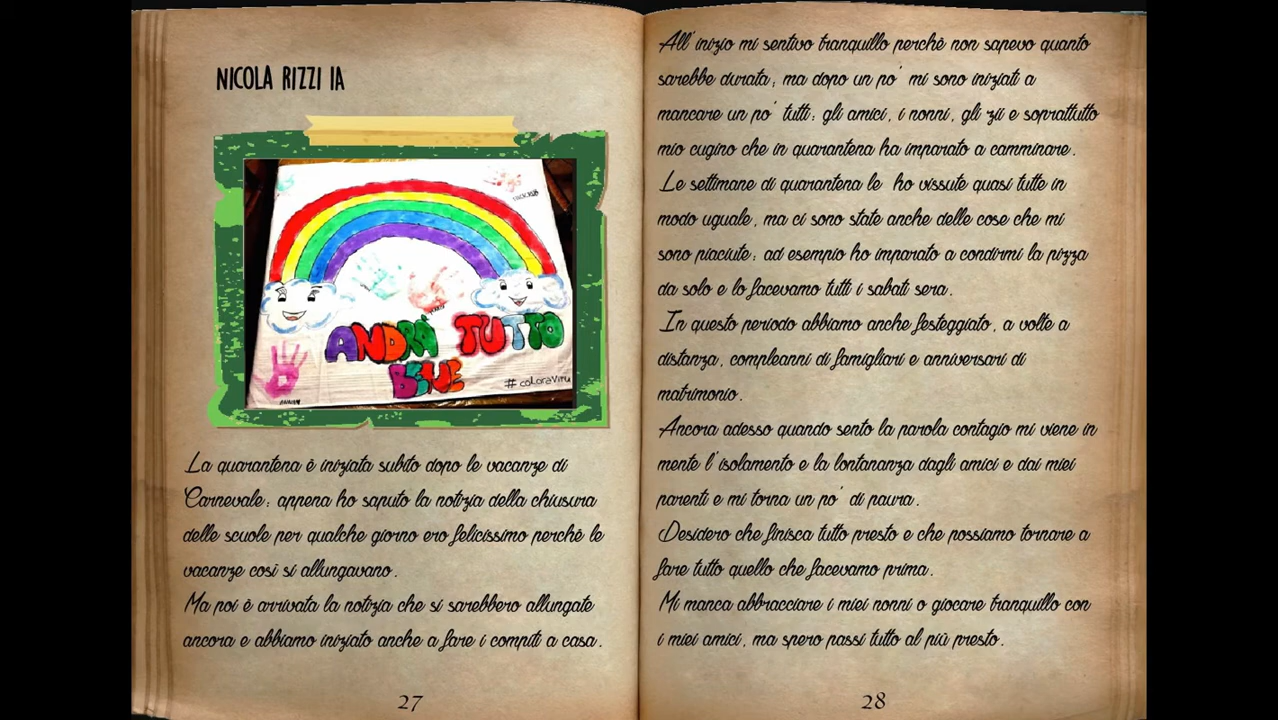 NICOLA RIZZI IA
ANDRÀ TUTTO
BENE
# coloraViru
La quarantena è iniziata subito dopo le vacanze di
Carnevale: appena ho saputo la notizia della chiusura
delle scuole per qualche giorno ero felicissimo perchè le
vacanze così si allungavano.
Ma poi è arrivata la notizia che si sarebbero allungate
ancora e abbiamo iniziato anche a fare i compiti a casa.
27
All'inizio mi sentivo tranquillo perchè non sapevo quanto
sarebbe durata; ma dopo un po' mi sono iniziati a
mancare un po' tutti: gli amici, i nonni, gli zii e soprattutto
mio cugino che in quarantena ha imparato a camminare.
Le settimane di quarantena le ho vissute quasi tutte in
modo uguale, ma ci sono state anche delle cose che mi
sono piaciute: ad esempio ho imparato a condirmi la pizza
da solo e lo facevamo tutti i sabati sera.
In questo periodo abbiamo anche festeggiato, a volte a
distanza, compleanni di famigliari e anniversari di
matrimonio.
Ancora adesso quando sento la parola contagio mi viene in
mente l'isolamento e la lontananza dagli amici e dai miei
parenti e mi torna un po' di paura.
Desidero che finisca tutto presto e che possiamo tornare a
fare tutto quello che facevamo prima.
Mi manca abbracciare i miei nonni o giocare tranquillo con
i miei amici, ma spero passi tutto al più presto.
28